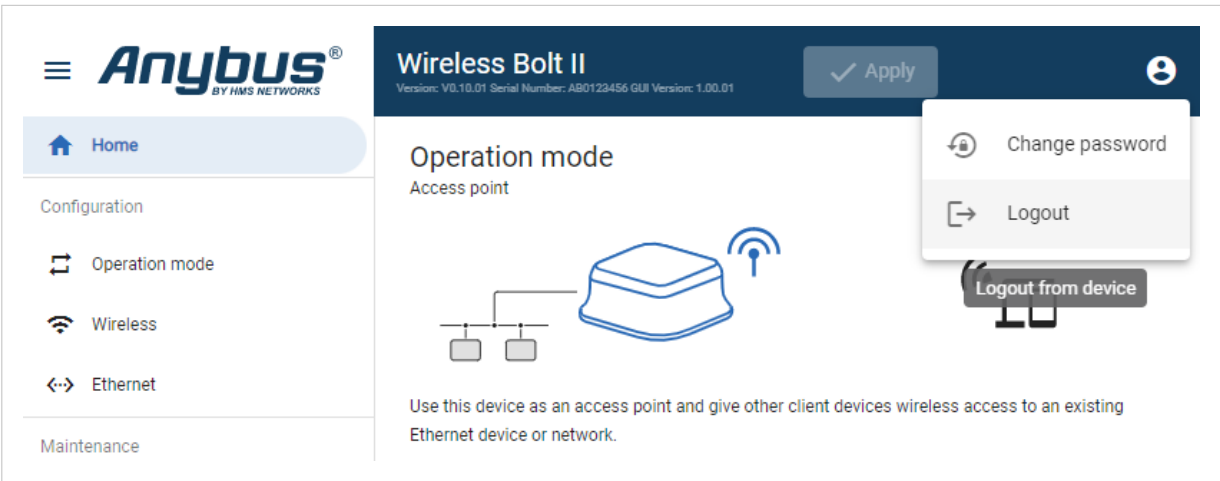 Anybus®
BY HMS NETWORKS
Wireless Bolt II
Version: V0.10.01 Serial Number: AB0123456 GUI Version: 1.00.01
Apply
Home
Configuration
Operation mode
Wireless
Ethernet
Maintenance
Operation mode
Access point
Change password
Logout
Logout from device
Use this device as an access point and give other client devices wireless access to an existing
Ethernet device or network.